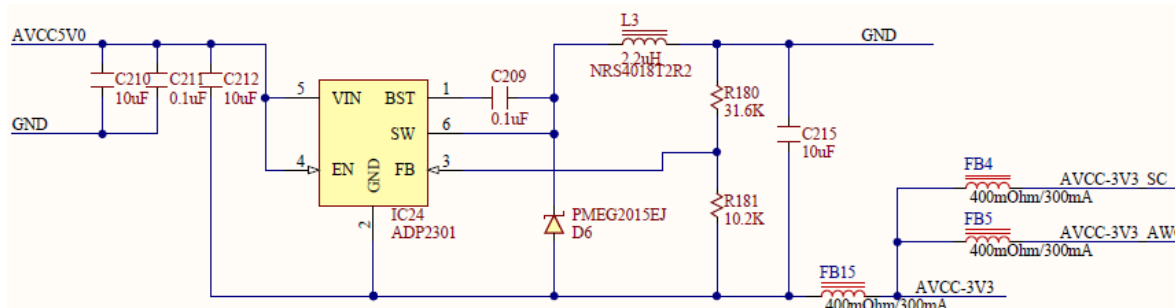 L3
AVCC5V0
GND
2.2uH
NRS4018T2R2
C210
10uF
C211
0.1uF
C212
10uF
5
VIN
BST
1
C209
0.1uF
R180
31.6K
SW
6
GND
C215
10uF
4
EN
GND
FB
3
FB4
AVCC-3V3_SC
400mOhm/300mA
R181
10.2K
IC24
ADP2301
2
PMEG2015EJ
D6
FB5
AVCC-3V3_AW
400mOhm/300mA
FB15
AVCC-3V3
400mOhm/300mA